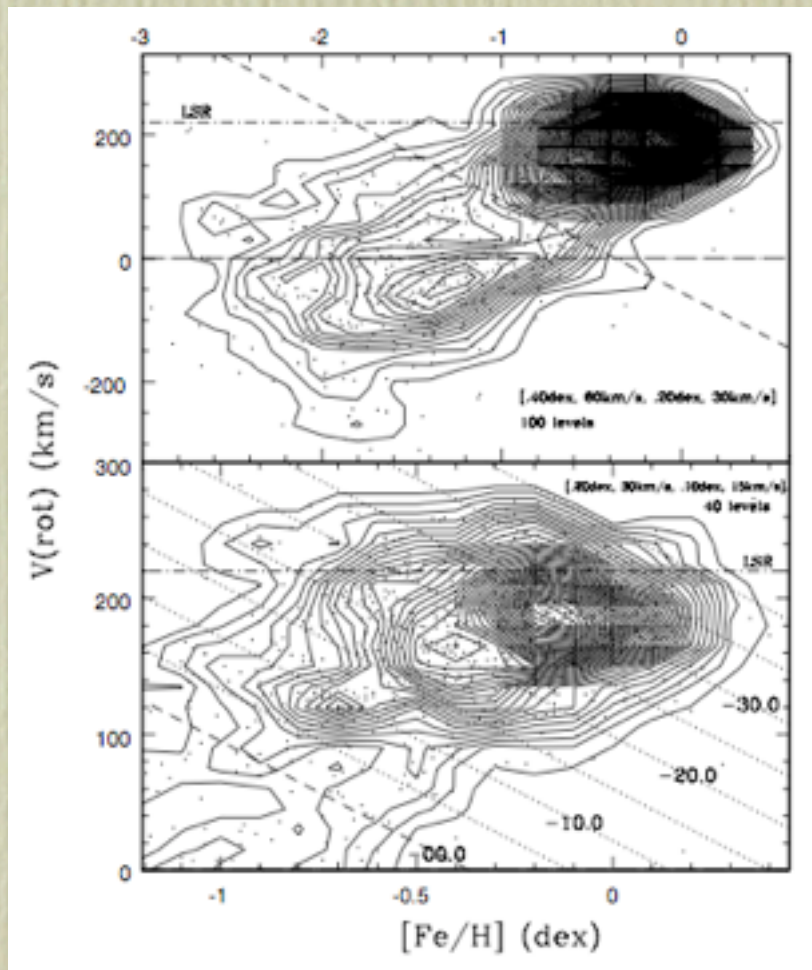 -3 -2 -1 0
LSR
200
0
-200
[.40dex, 60km/s, .20dex, 30km/s]
100 levels
V(rot) (km/s)
300
200
100
0
[.20dex, 30km/s, .10dex, 15km/s]
40 levels
LSR
-30.0
-20.0
-10.0
-00.0
-1 -0.5 0
[Fe/H] (dex)